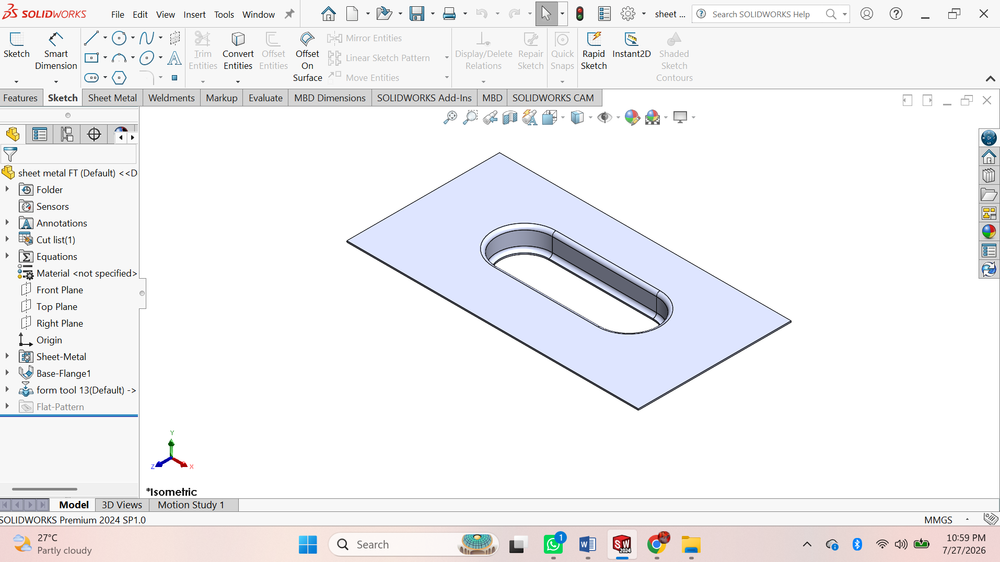 SOLIDWORKS
File Edit View Insert Tools Window
sheet ...
Search SOLIDWORKS Help
Sketch
Smart Dimension
Trim Entities
Convert Entities
Offset Entities
Offset On Surface
Mirror Entities
Linear Sketch Pattern
Move Entities
Display/Delete Relations
Repair Sketch
Quick Snaps
Rapid Sketch
Instant2D
Shaded Sketch Contours
Features Sketch Sheet Metal Weldments Markup Evaluate MBD Dimensions SOLIDWORKS Add-Ins MBD SOLIDWORKS CAM
sheet metal FT (Default) <<D
Folder
Sensors
Annotations
Cut list(1)
Equations
Material <not specified>
Front Plane
Top Plane
Right Plane
Origin
Sheet-Metal
Base-Flange1
form tool 13(Default) ->
Flat-Pattern
Y
Z
X
*Isometric
Model 3D Views Motion Study 1
SOLIDWORKS Premium 2024 SP1.0
MMGS
27°C
Partly cloudy
Search
1
SW
2024
10:59 PM
7/27/2026